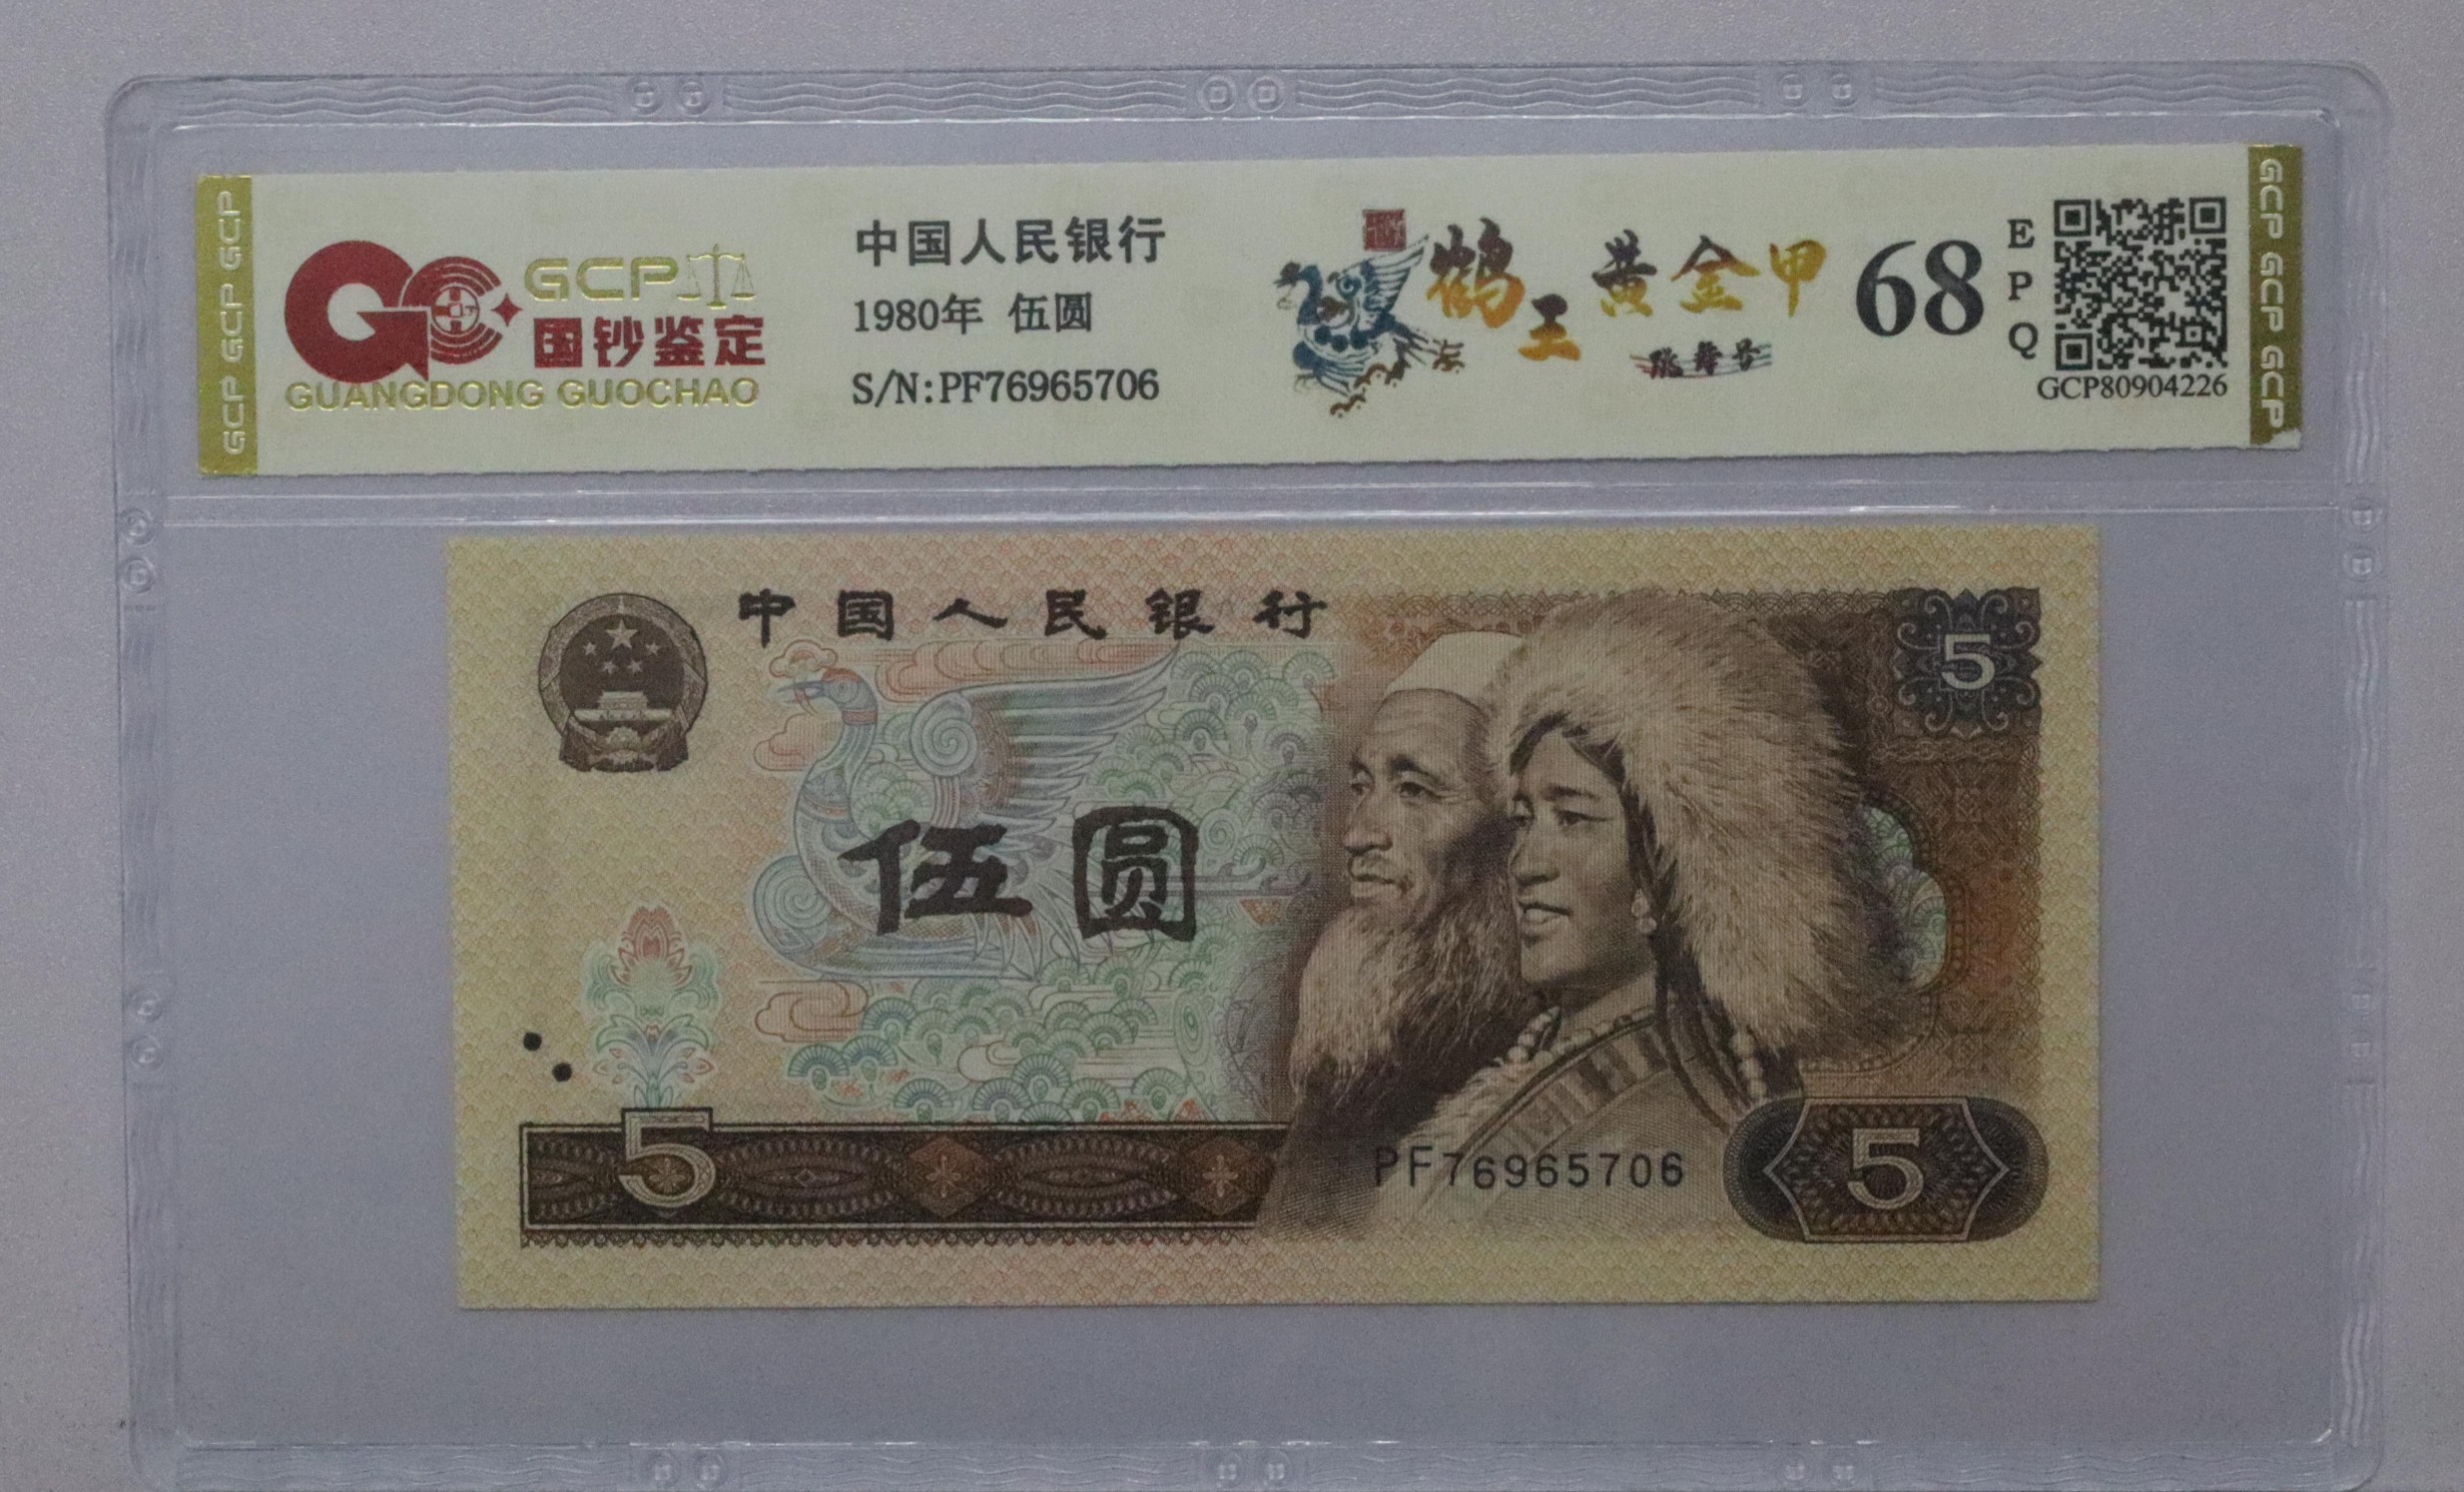 GCP GCP GCP
GCP
国钞鉴定
GUANGDONG GUOCHAO
中国人民银行
1980年 伍圆
S/N:PF76965706
鹤王 黄金甲
68
EPQ
GCP80904226
GCP GCP GCP
中国人民银行
5
伍圆
5
PF76965706
5